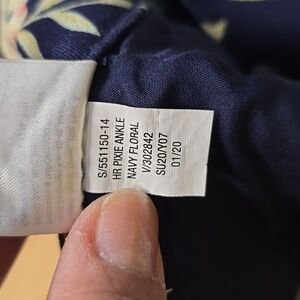 S/551150-14
HR PIXIE ANKLE
NAVY FLORAL
V/302842
SU20/Y07
01/20